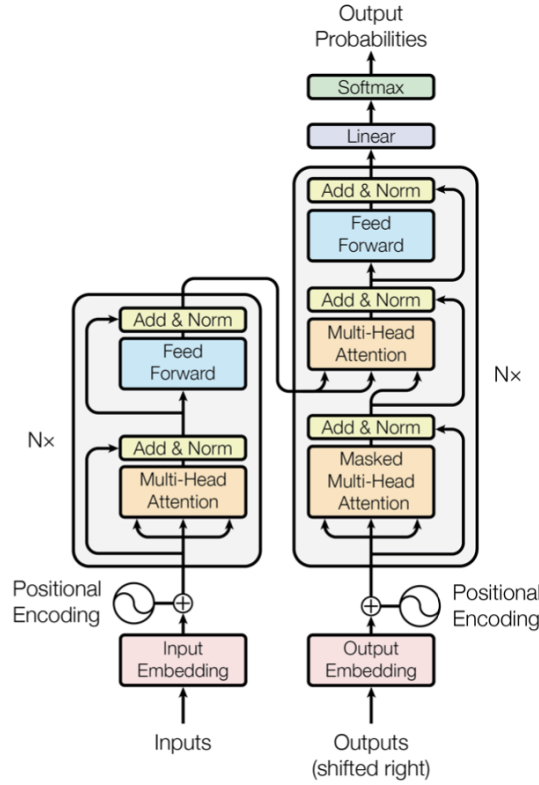 Output
Probabilities
Softmax
Linear
Add & Norm
Feed
Forward
Add & Norm
Multi-Head
Attention
Add & Norm
Masked
Multi-Head
Attention
Nx
Positional
Encoding
Output
Embedding
Outputs
(shifted right)
Add & Norm
Feed
Forward
Add & Norm
Multi-Head
Attention
N×
Positional
Encoding
Input
Embedding
Inputs